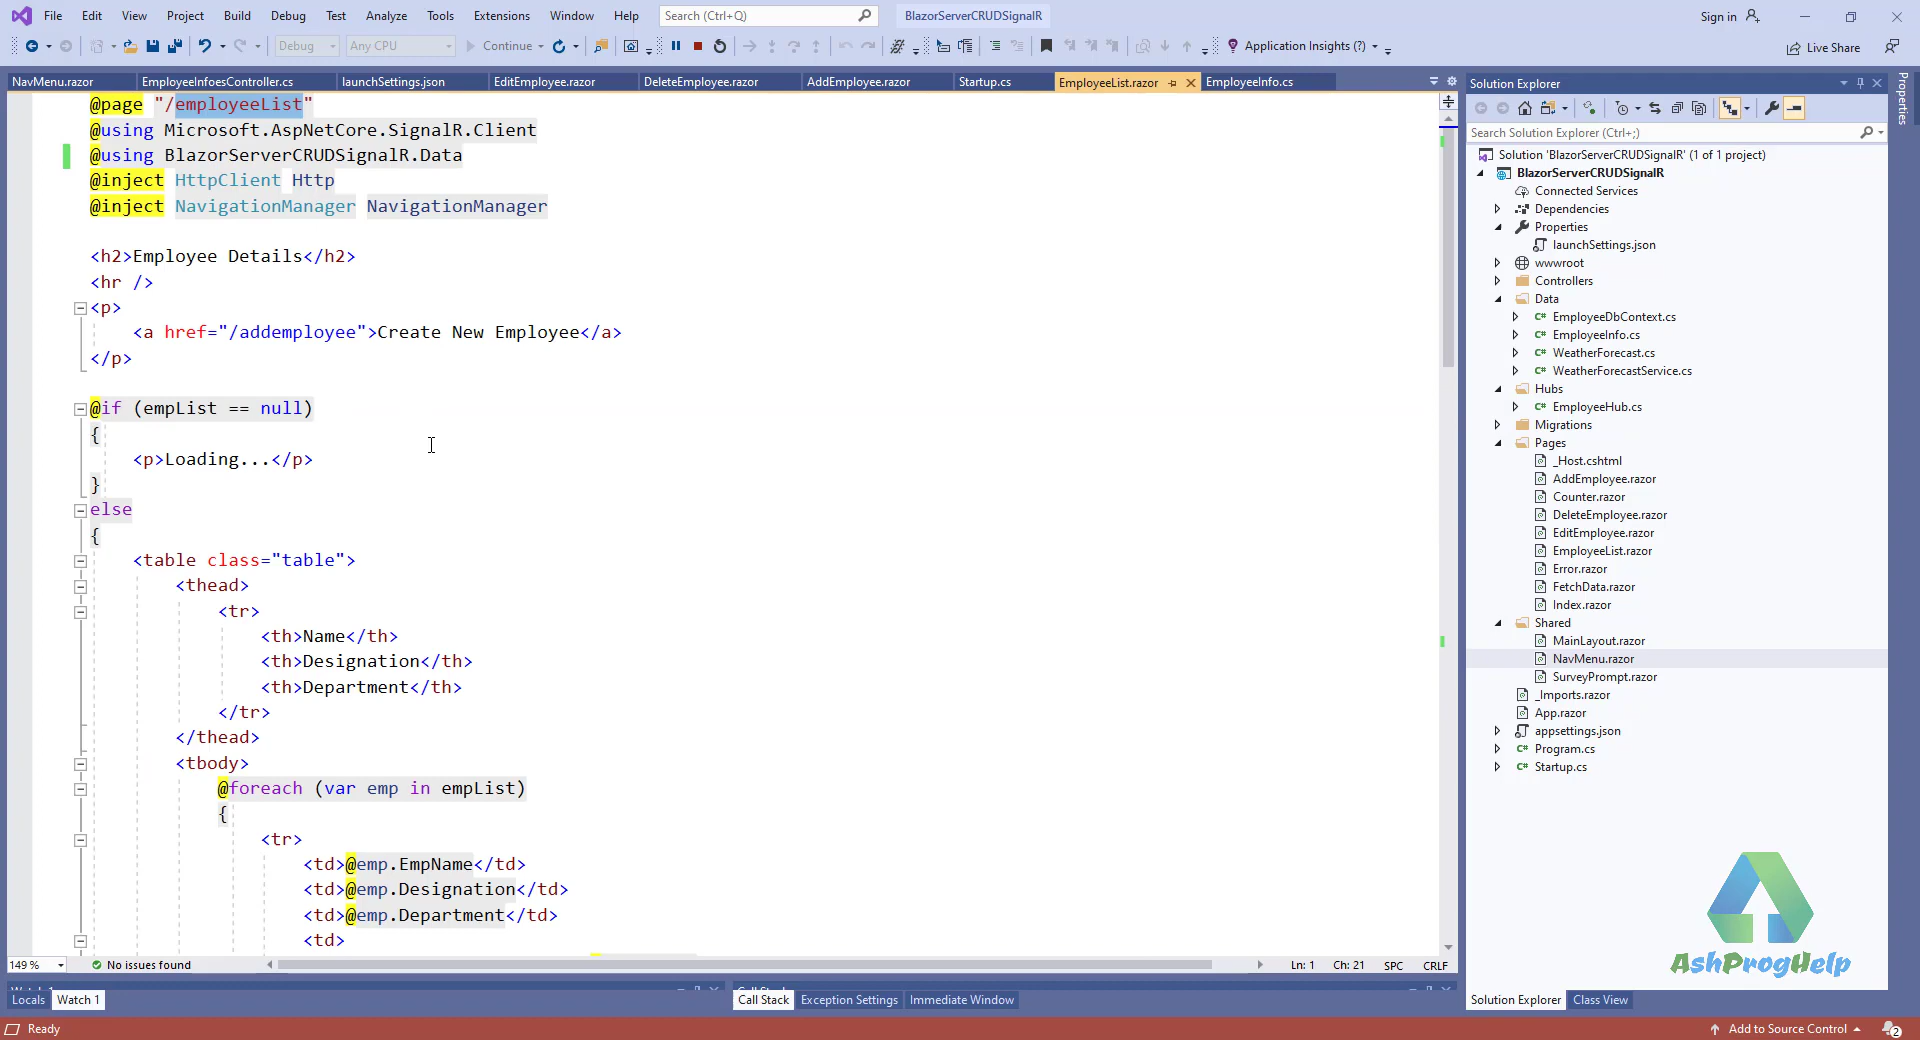 File Edit View Project Build Debug Test Analyze Tools Extensions Window Help Search (Ctrl+Q) BlazorServerCRUDSignalR Sign in
Debug Any CPU Continue Application Insights (?) Live Share
NavMenu.razor EmployeeInfoesController.cs launchSettings.json EditEmployee.razor DeleteEmployee.razor AddEmployee.razor Startup.cs EmployeeList.razor EmployeeInfo.cs
@page "/employeeList"
@using Microsoft.AspNetCore.SignalR.Client
@using BlazorServerCRUDSignalR.Data
@inject HttpClient Http
@inject NavigationManager NavigationManager
<h2>Employee Details</h2>
<hr />
<p>
<a href="/addemployee">Create New Employee</a>
</p>
@if (empList == null)
{
<p>Loading...</p>
}
else
{
<table class="table">
<thead>
<tr>
<th>Name</th>
<th>Designation</th>
<th>Department</th>
</tr>
</thead>
<tbody>
@foreach (var emp in empList)
{
<tr>
<td>@emp.EmpName</td>
<td>@emp.Designation</td>
<td>@emp.Department</td>
<td>
149 % No issues found Ln: 1 Ch: 21 SPC CRLF
Locals Watch 1 Call Stack Exception Settings Immediate Window
Solution Explorer
Search Solution Explorer (Ctrl+;)
Solution 'BlazorServerCRUDSignalR' (1 of 1 project)
BlazorServerCRUDSignalR
Connected Services
Dependencies
Properties
launchSettings.json
wwwroot
Controllers
Data
EmployeeDbContext.cs
EmployeeInfo.cs
WeatherForecast.cs
WeatherForecastService.cs
Hubs
EmployeeHub.cs
Migrations
Pages
_Host.cshtml
AddEmployee.razor
Counter.razor
DeleteEmployee.razor
EditEmployee.razor
EmployeeList.razor
Error.razor
FetchData.razor
Index.razor
Shared
MainLayout.razor
NavMenu.razor
SurveyPrompt.razor
_Imports.razor
App.razor
appsettings.json
Program.cs
Startup.cs
AshProgHelp
Solution Explorer Class View
Properties
Ready Add to Source Control 2